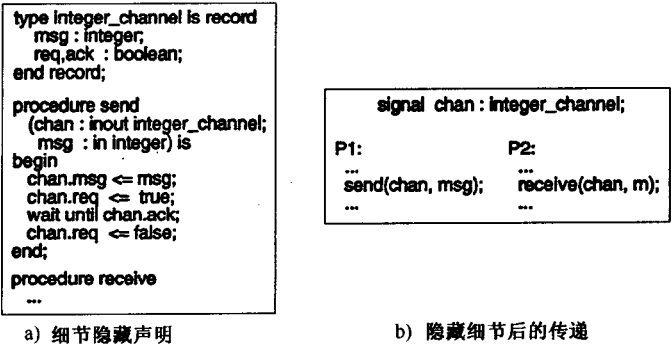 type integer_channel is record
msg : integer;
req,ack : boolean;
end record;
procedure send
(chan : inout integer_channel;
msg : in integer) is
begin
chan.msg <= msg;
chan.req <= true;
wait until chan.ack;
chan.req <= false;
end;
procedure receive
...
a) 细节隐藏声明
signal chan : integer_channel;
P1: P2:
... ...
send(chan, msg); receive(chan, m);
... ...
b) 隐藏细节后的传递